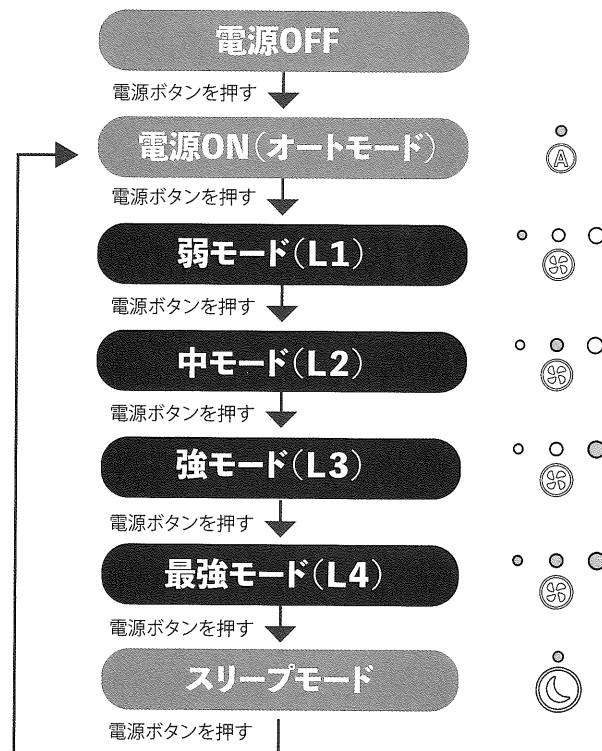 電源OFF
電源ボタンを押す
電源ON（オートモード）
A
電源ボタンを押す
弱モード（L1）
電源ボタンを押す
中モード（L2）
電源ボタンを押す
強モード（L3）
電源ボタンを押す
最強モード（L4）
電源ボタンを押す
スリープモード
電源ボタンを押す